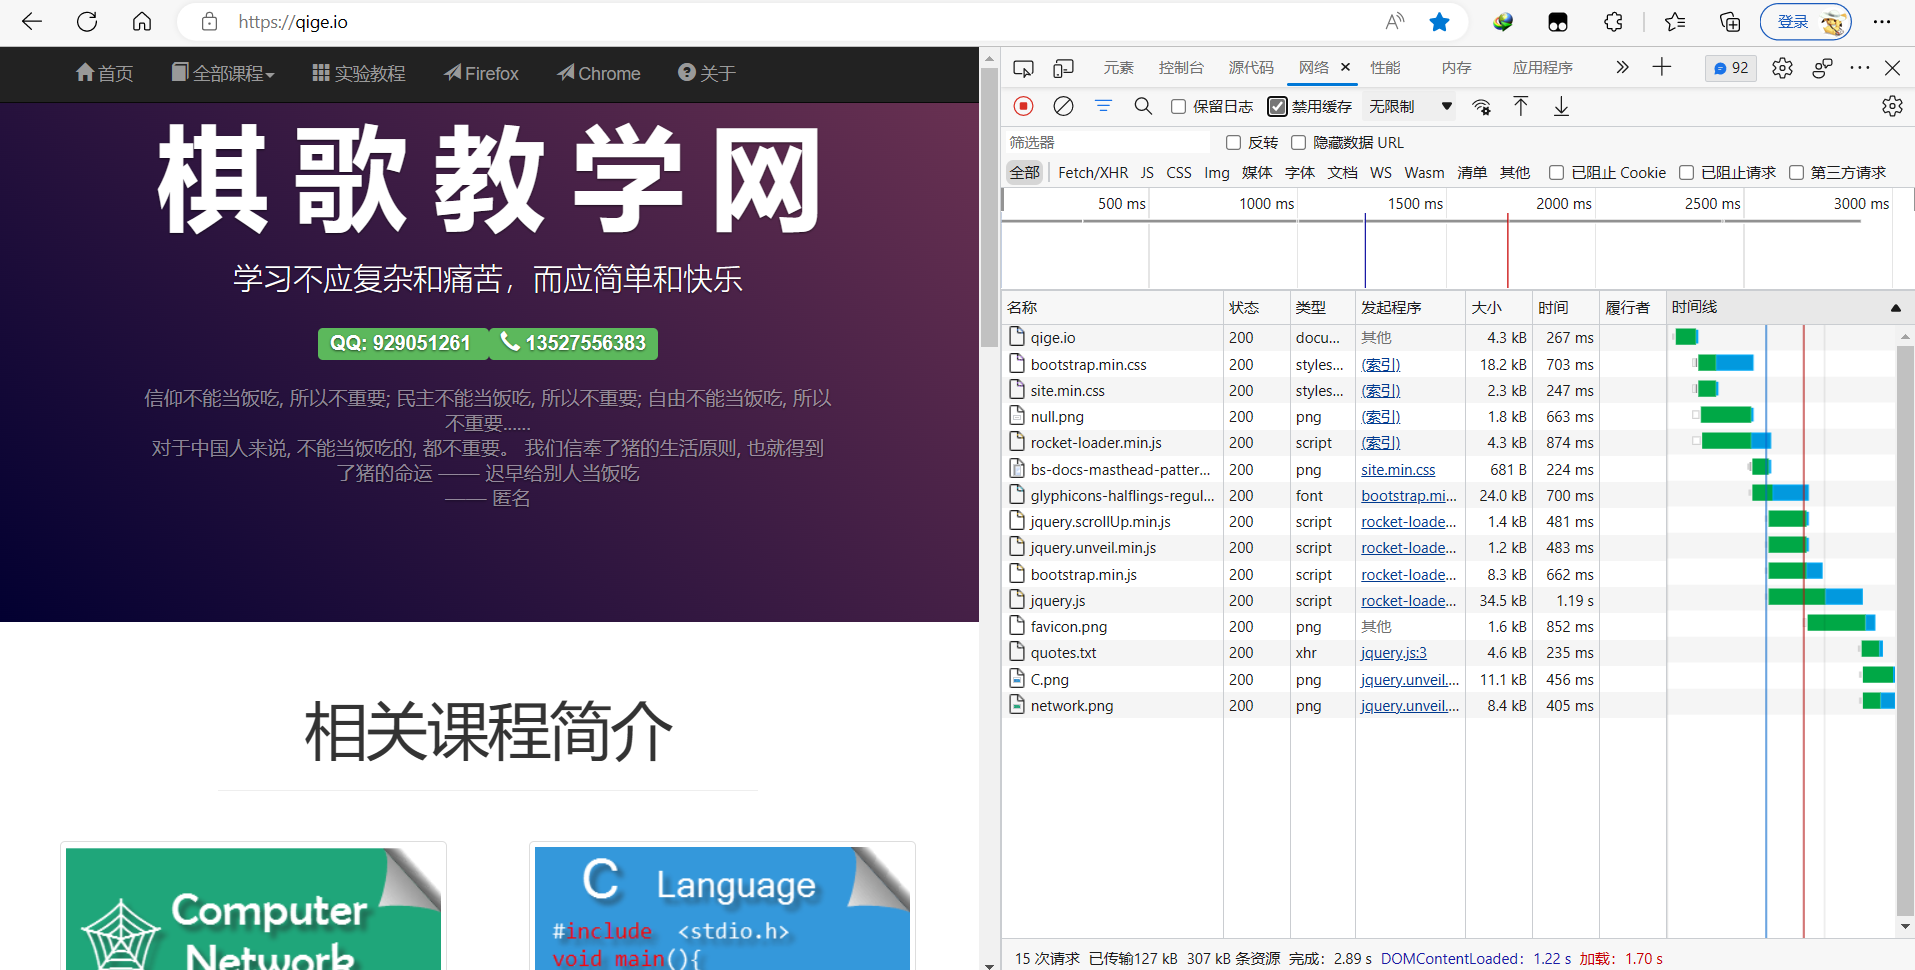 https://qige.io
登录
首页
全部课程
实验教程
Firefox
Chrome
关于
棋歌教学网
学习不应复杂和痛苦，而应简单和快乐
QQ: 929051261
13527556383
信仰不能当饭吃, 所以不重要; 民主不能当饭吃, 所以不重要; 自由不能当饭吃, 所以
不重要......
对于中国人来说, 不能当饭吃的, 都不重要。 我们信奉了猪的生活原则, 也就得到
了猪的命运 —— 迟早给别人当饭吃
—— 匿名
相关课程简介
Computer
Network
C Language
#include <stdio.h>
void main(){
元素 控制台 源代码 网络 性能 内存 应用程序 92
保留日志 禁用缓存 无限制
筛选器 反转 隐藏数据 URL
全部 Fetch/XHR JS CSS Img 媒体 字体 文档 WS Wasm 清单 其他 已阻止 Cookie 已阻止请求 第三方请求
500 ms 1000 ms 1500 ms 2000 ms 2500 ms 3000 ms
名称 状态 类型 发起程序 大小 时间 履行者 时间线
qige.io 200 docu... 其他 4.3 kB 267 ms
bootstrap.min.css 200 styles... (索引) 18.2 kB 703 ms
site.min.css 200 styles... (索引) 2.3 kB 247 ms
null.png 200 png (索引) 1.8 kB 663 ms
rocket-loader.min.js 200 script (索引) 4.3 kB 874 ms
bs-docs-masthead-patter... 200 png site.min.css 681 B 224 ms
glyphicons-halflings-regul... 200 font bootstrap.mi... 24.0 kB 700 ms
jquery.scrollUp.min.js 200 script rocket-loade... 1.4 kB 481 ms
jquery.unveil.min.js 200 script rocket-loade... 1.2 kB 483 ms
bootstrap.min.js 200 script rocket-loade... 8.3 kB 662 ms
jquery.js 200 script rocket-loade... 34.5 kB 1.19 s
favicon.png 200 png 其他 1.6 kB 852 ms
quotes.txt 200 xhr jquery.js:3 4.6 kB 235 ms
C.png 200 png jquery.unveil.... 11.1 kB 456 ms
network.png 200 png jquery.unveil.... 8.4 kB 405 ms
15 次请求 已传输127 kB 307 kB 条资源 完成：2.89 s DOMContentLoaded：1.22 s 加载：1.70 s